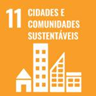 11 CIDADES E
COMUNIDADES
SUSTENTÁVEIS